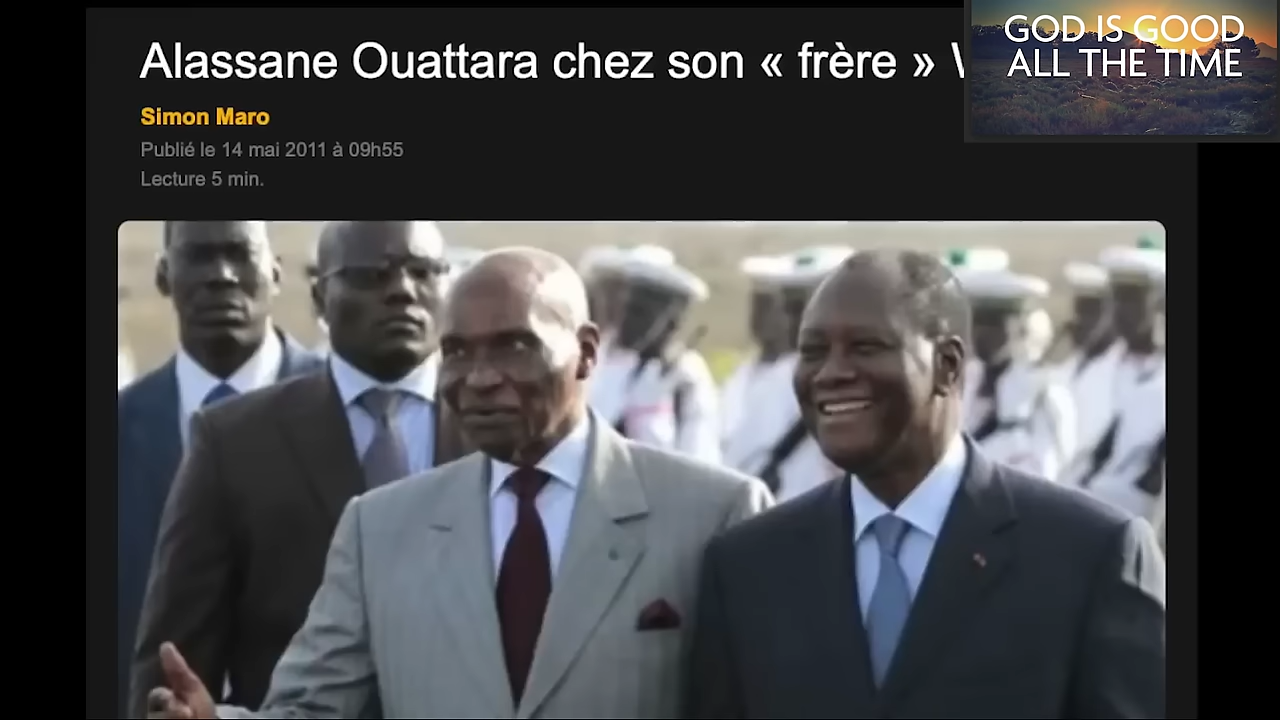 Alassane Ouattara chez son « frère »
Simon Maro
Publié le 14 mai 2011 à 09h55
Lecture 5 min.
GOD IS GOOD
ALL THE TIME